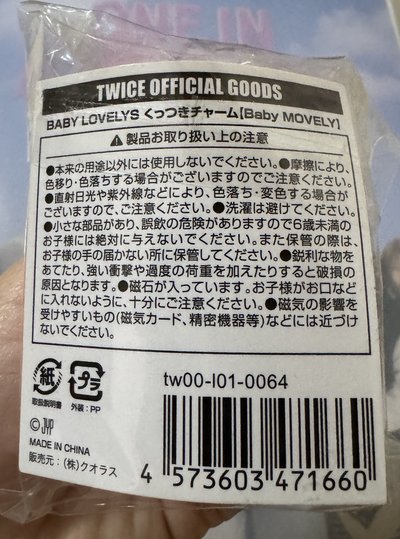 TWICE OFFICIAL GOODS
BABY LOVELYS くっつきチャーム【Baby MOVELY】
⚠製品お取り扱い上の注意
●本来の用途以外には使用しないでください。●摩擦により、
色移り・色落ちする場合がございますのでご注意ください。
●直射日光や紫外線などにより、色落ち・変色する場合が
ございますので、ご注意ください。●洗濯は避けてください。
●小さな部品があり、誤飲の危険がありますので6歳未満の
お子様には絶対に与えないでください。また保管の際は、
お子様の手の届かない所に保管してください。●鋭利な物を
あてたり、強い衝撃や過度の荷重を加えたりすると破損の
原因となります。●磁石が入っています。お子様がお口など
に入れないように、十分にご注意ください。●磁気の影響を
受けやすいもの(磁気カード、精密機器等)などには近づけ
ないでください。
紙
取扱説明書
プラ
外装：PP
tw00-I01-0064
©JYP
MADE IN CHINA
販売元：(株)クオラス
4 573603 471660